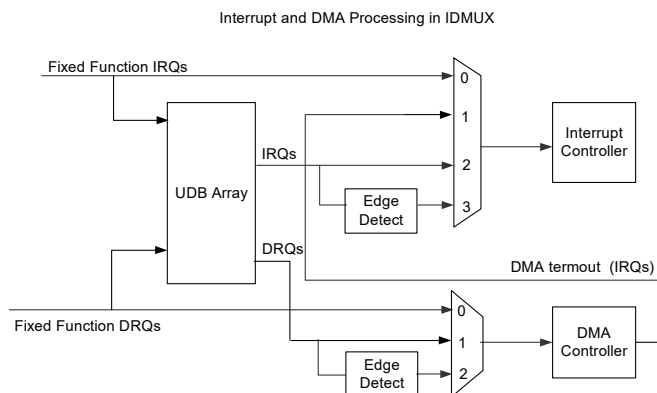 Interrupt and DMA Processing in IDMUX
Fixed Function IRQs
0
1
IRQs
UDB Array
2
Interrupt
Controller
Edge
Detect
3
DRQs
DMA termout (IRQs)
Fixed Function DRQs
0
1
DMA
Controller
Edge
Detect
2